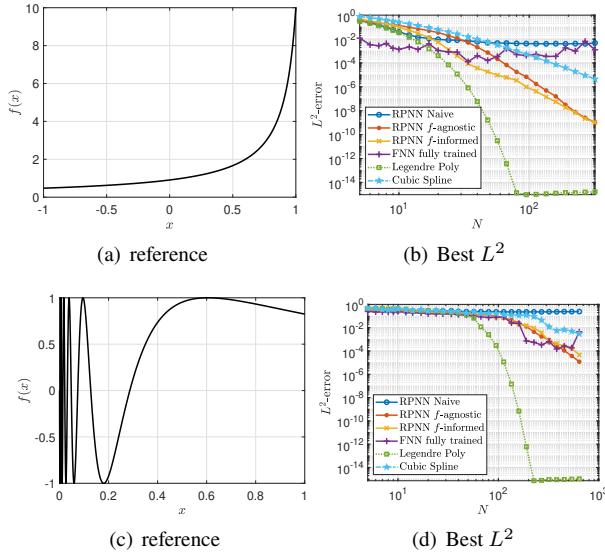 10
8
6
4
2
0
f(x)
-1
-0.5
0
0.5
1
x
(a) reference
10^0
10^-2
10^-4
10^-6
10^-8
10^-10
10^-12
10^-14
L^2-error
RPNN Naive
RPNN f-agnostic
RPNN f-informed
FNN fully trained
Legendre Poly
Cubic Spline
10^1
10^2
N
(b) Best L^2
1
0.5
0
-0.5
-1
f(x)
0
0.2
0.4
0.6
0.8
1
x
(c) reference
10^0
10^-2
10^-4
10^-6
10^-8
10^-10
10^-12
10^-14
L^2-error
RPNN Naive
RPNN f-agnostic
RPNN f-informed
FNN fully trained
Legendre Poly
Cubic Spline
10^1
10^2
10^3
N
(d) Best L^2